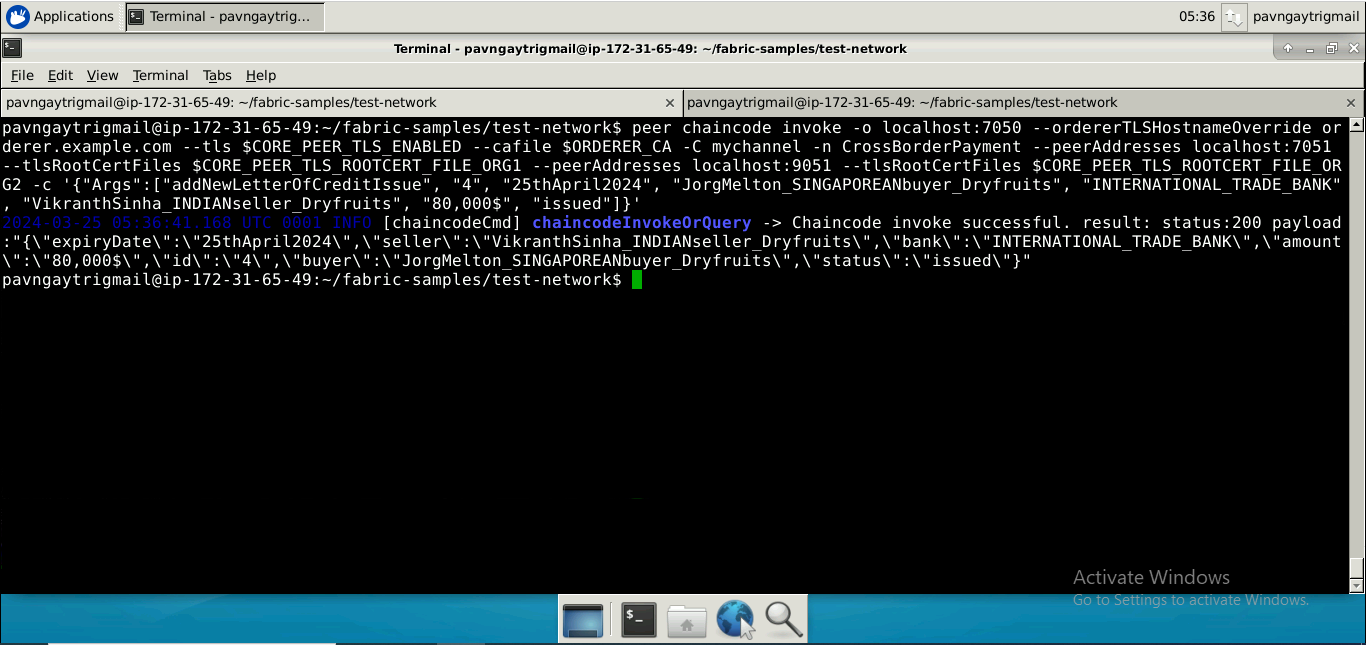 Applications
Terminal - pavngaytrig...
05:36
pavngaytrigmail
Terminal - pavngaytrigmail@ip-172-31-65-49: ~/fabric-samples/test-network
File Edit View Terminal Tabs Help
pavngaytrigmail@ip-172-31-65-49: ~/fabric-samples/test-network
pavngaytrigmail@ip-172-31-65-49: ~/fabric-samples/test-network
pavngaytrigmail@ip-172-31-65-49:~/fabric-samples/test-network$ peer chaincode invoke -o localhost:7050 --ordererTLSHostnameOverride or
derer.example.com --tls $CORE_PEER_TLS_ENABLED --cafile $ORDERER_CA -C mychannel -n CrossBorderPayment --peerAddresses localhost:7051
--tlsRootCertFiles $CORE_PEER_TLS_ROOTCERT_FILE_ORG1 --peerAddresses localhost:9051 --tlsRootCertFiles $CORE_PEER_TLS_ROOTCERT_FILE_OR
G2 -c '{"Args":["addNewLetterOfCreditIssue", "4", "25thApril2024", "JorgMelton_SINGAPOREANbuyer_Dryfruits", "INTERNATIONAL_TRADE_BANK"
, "VikranthSinha_INDIANseller_Dryfruits", "80,000$", "issued"]}'
2024-03-25 05:36:41.168 UTC 0001 INFO [chaincodeCmd] chaincodeInvokeOrQuery -> Chaincode invoke successful. result: status:200 payload
:"{\"expiryDate\":\"25thApril2024\",\"seller\":\"VikranthSinha_INDIANseller_Dryfruits\",\"bank\":\"INTERNATIONAL_TRADE_BANK\",\"amount
\":\"80,000$\",\"id\":\"4\",\"buyer\":\"JorgMelton_SINGAPOREANbuyer_Dryfruits\",\"status\":\"issued\"}"
pavngaytrigmail@ip-172-31-65-49:~/fabric-samples/test-network$
Activate Windows
Go to Settings to activate Windows.